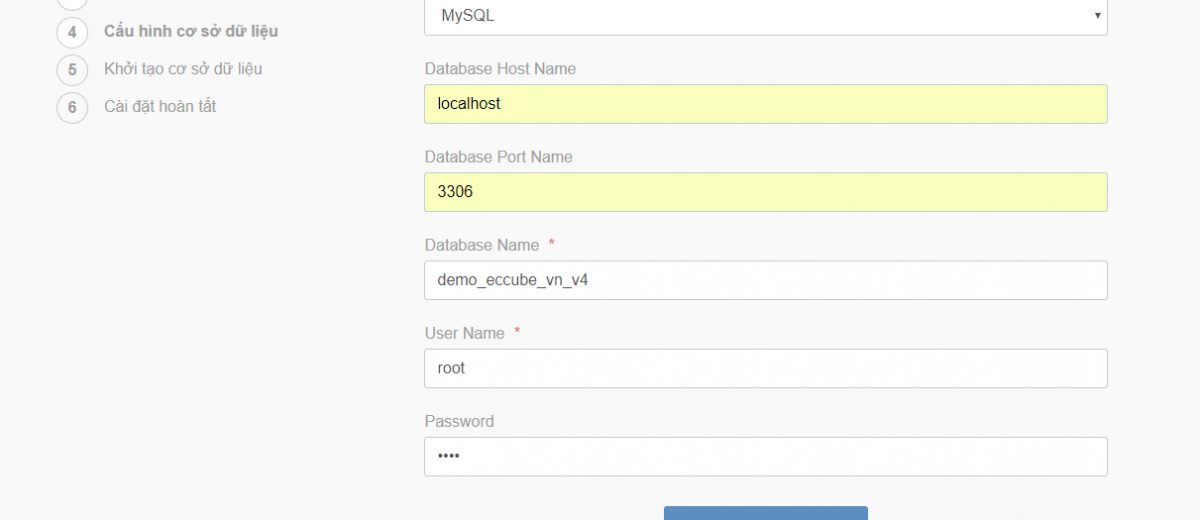 4 Cấu hình cơ sở dữ liệu
5 Khởi tạo cơ sở dữ liệu
6 Cài đặt hoàn tất
MySQL
Database Host Name
localhost
Database Port Name
3306
Database Name *
demo_eccube_vn_v4
User Name *
root
Password
••••